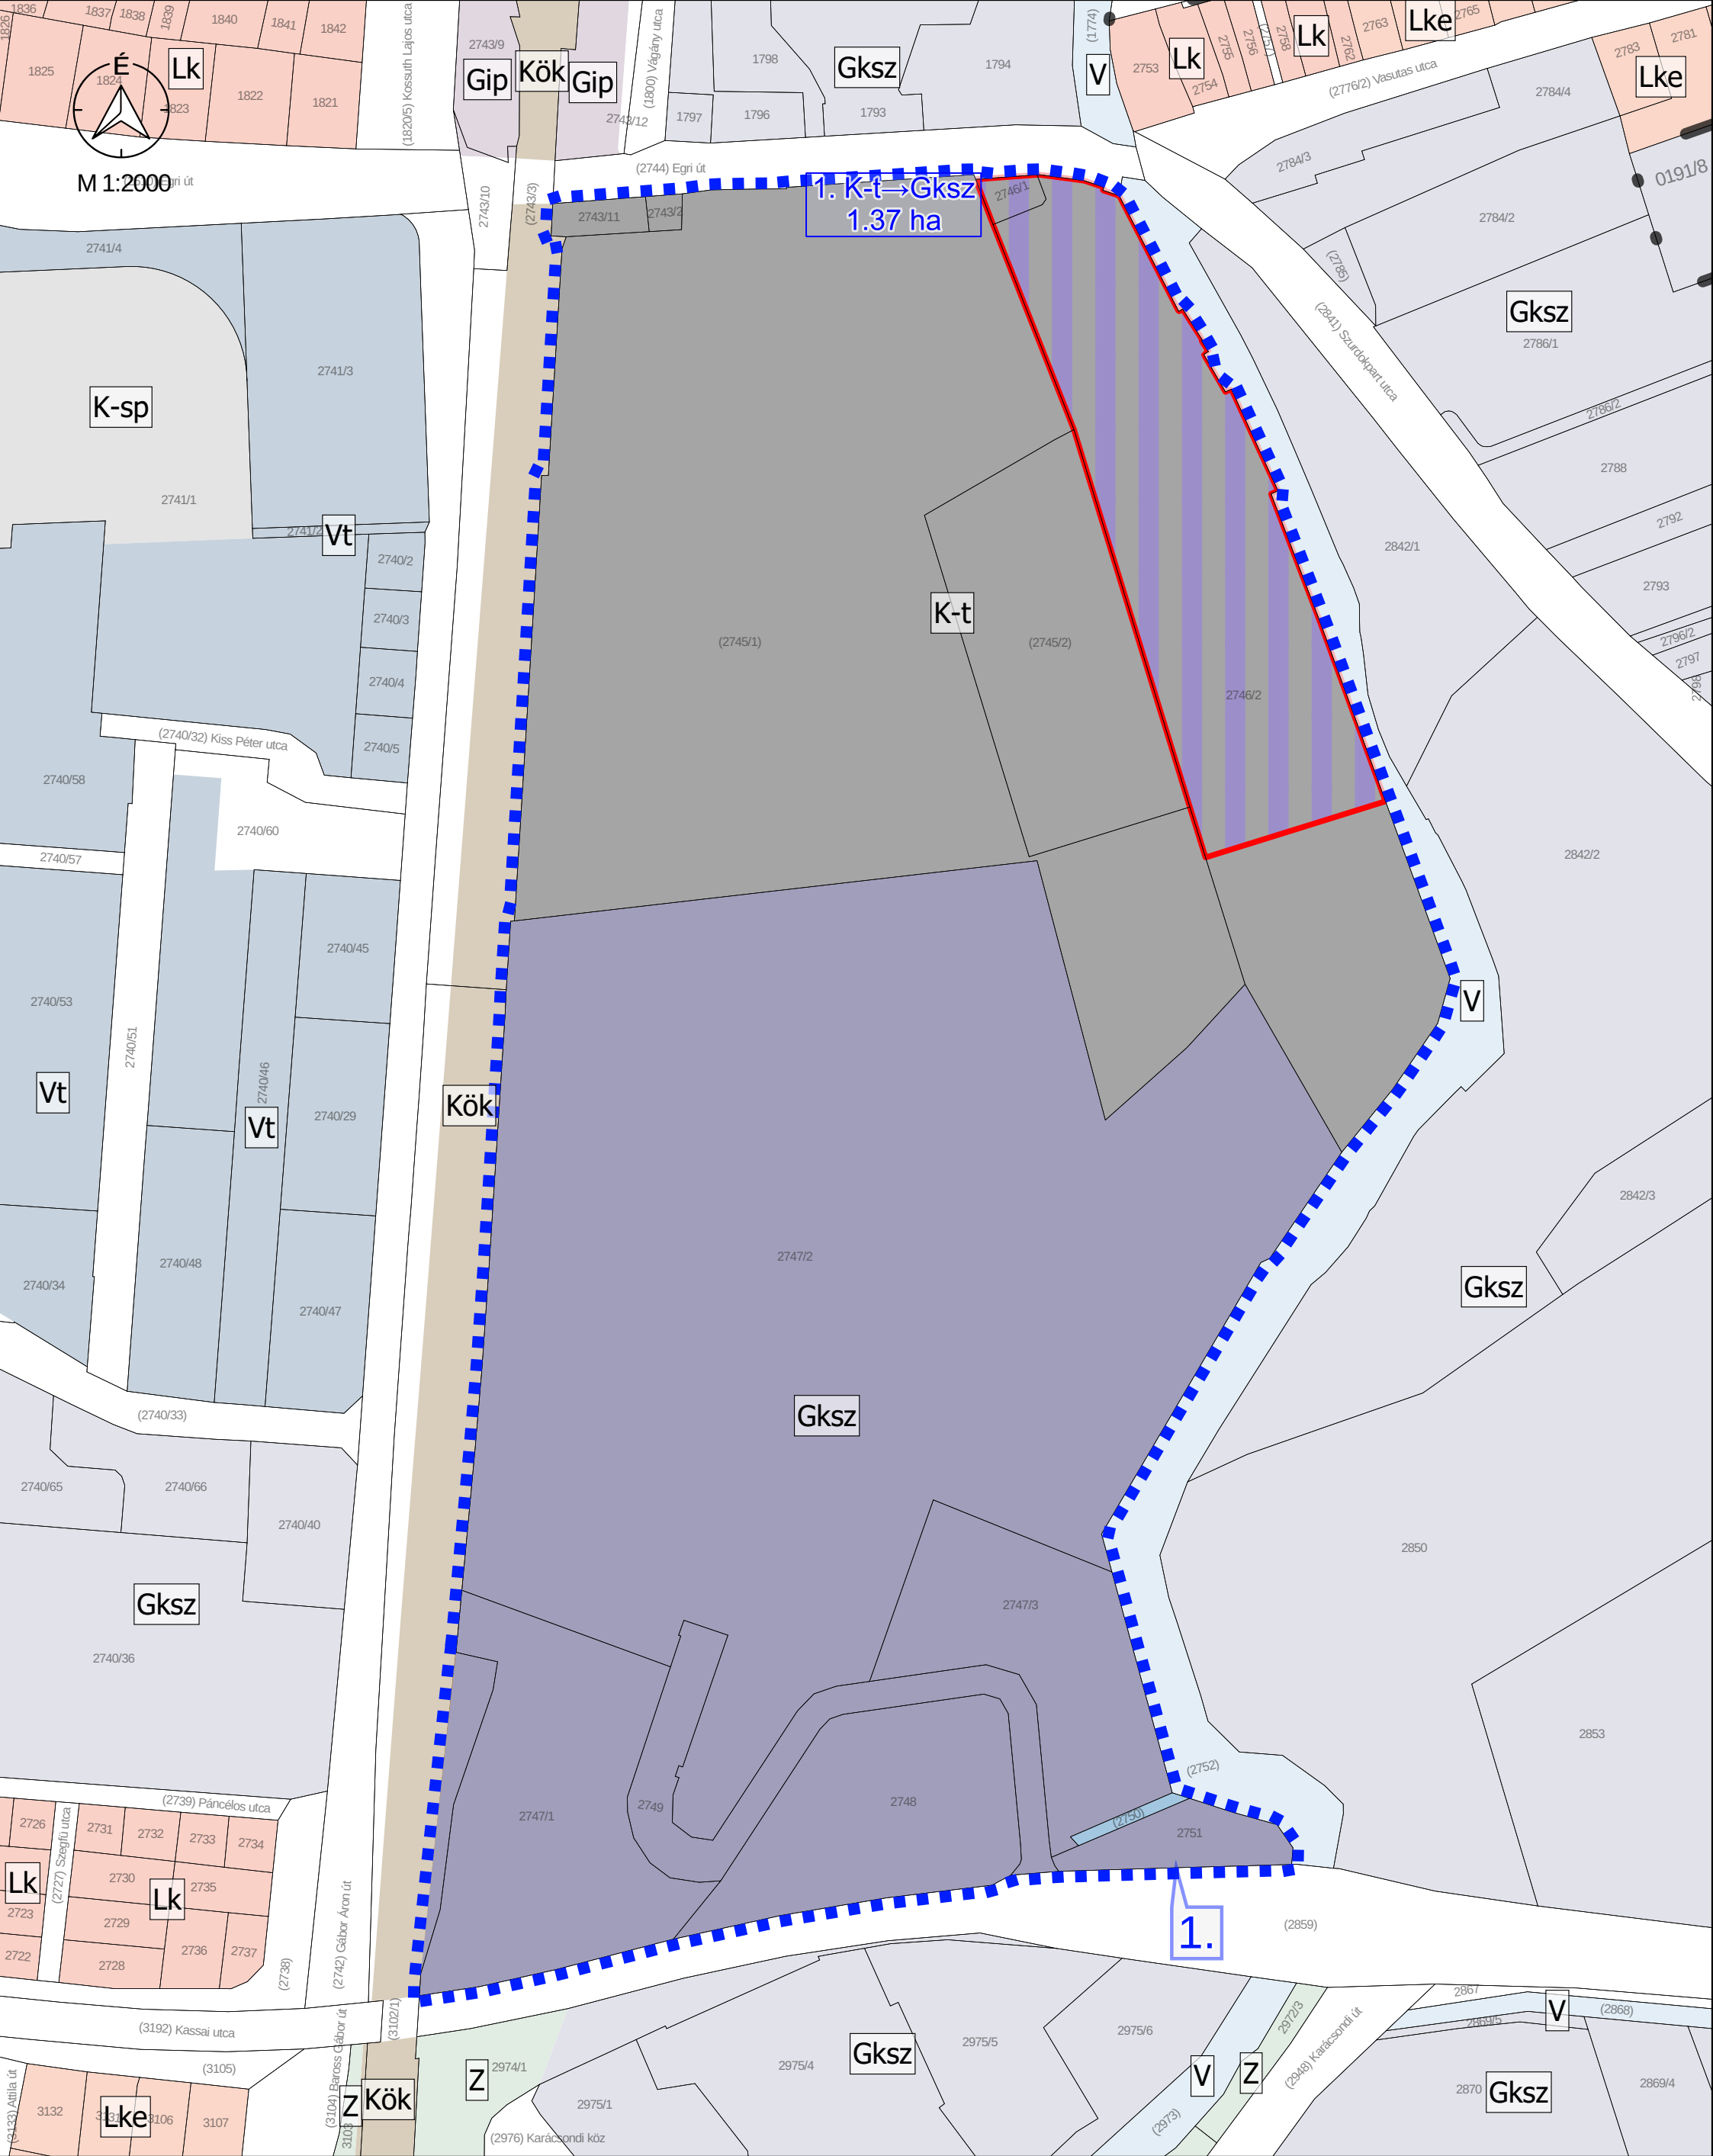 1836
1837
1838
1839
1840
1841
1842
1826
1825
1824
1823
1822
1821
Lk
É
M 1:2000
Egri út
(1820/5) Kossuth Lajos utca
2743/9
Gip
Kök
Gip
2743/12
(1800) Vágány utca
1798
Gksz
1794
1797
1796
1793
(1774)
V
2753
Lk
2754
2755
2756
(2757)
2758
Lk
2762
2763
Lke
2765
(2776/2) Vasutas utca
2783
2781
Lke
2784/4
2784/3
0191/8
2784/2
(2785)
Gksz
2786/1
(2841) Szurdokpart utca
2786/2
2788
2792
2793
2796/2
2797
2798
(2744) Egri út
2743/10
(2743/3)
2743/11
2743/2
1. K-t→Gksz
1.37 ha
2746/1
2741/4
2741/3
K-sp
2741/1
2741/2
Vt
2740/2
2740/3
2740/4
2740/5
(2740/32) Kiss Péter utca
2740/58
2740/60
2740/57
(2745/1)
K-t
(2745/2)
2746/2
2842/1
2842/2
2740/45
2740/53
2740/51
2740/46
Vt
Vt
2740/29
Kök
V
2842/3
2740/48
2740/34
2740/47
2747/2
Gksz
Gksz
(2740/33)
2740/65
2740/66
2740/40
Gksz
2740/36
2850
2747/3
2853
(2752)
(2739) Páncélos utca
2726
(2727) Szegfű utca
2731
2732
2733
2734
2730
2735
Lk
Lk
2723
2729
2722
2728
2736
2737
(2738)
(2742) Gábor Áron út
2747/1
2749
2748
(2750)
2751
1.
(2859)
(3192) Kassai utca
(3102/1)
(3105)
(3104) Baross Gábor út
(3133) Attila út
3132
3131
Lke
3106
3107
3103
Z
Kök
Z
2974/1
2975/1
(2976) Karácsondi köz
2975/4
Gksz
2975/5
2975/6
V
(2973)
Z
2972/3
(2948) Karácsondi út
2867
V
(2868)
2869/5
2870
Gksz
2869/4